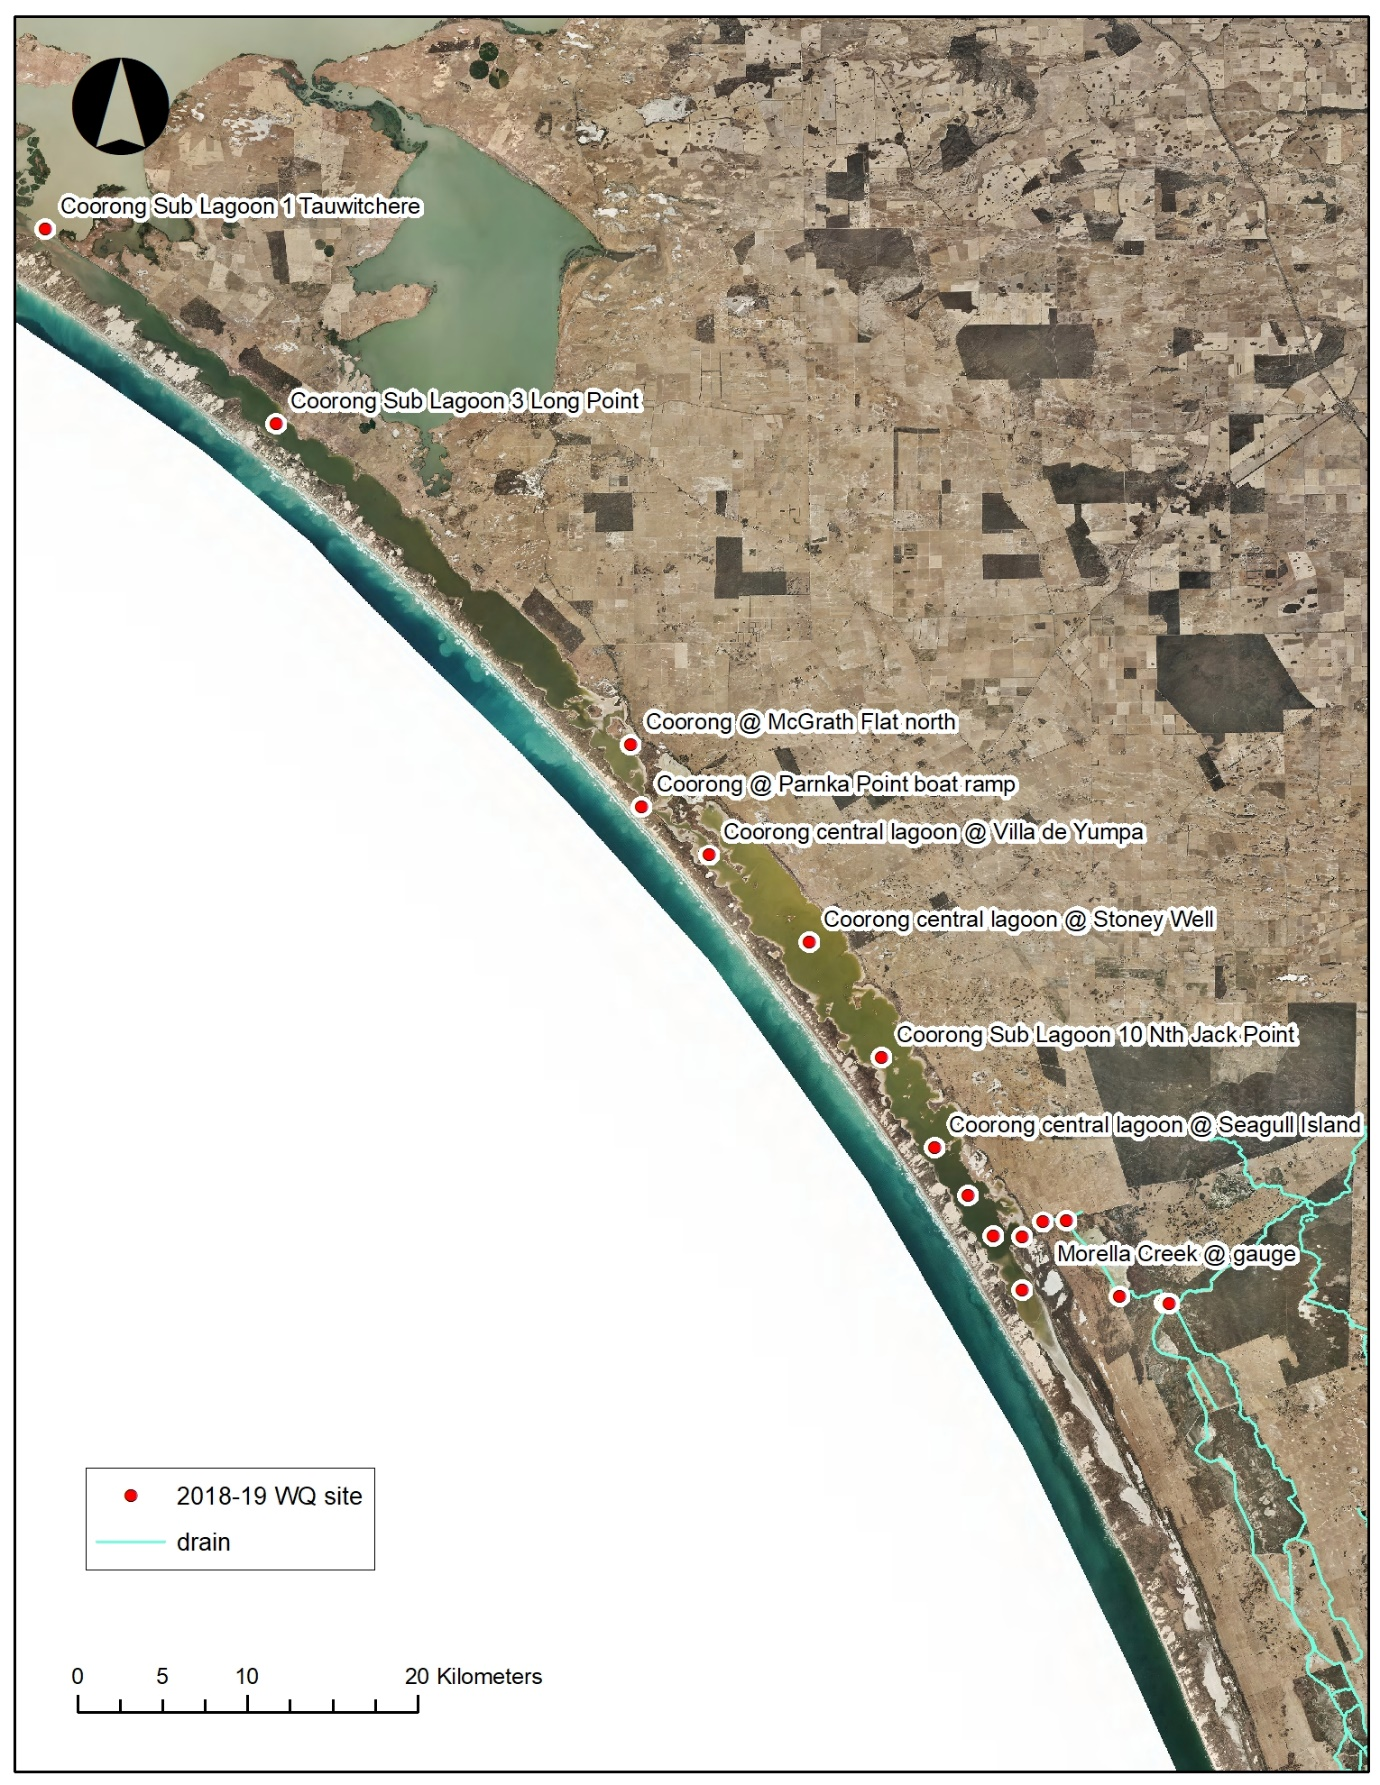 Coorong Sub Lagoon 1 Tauwitchere
Coorong Sub Lagoon 3 Long Point
Coorong @ McGrath Flat north
Coorong @ Parnka Point boat ramp
Coorong central lagoon @ Villa de Yumpa
Coorong central lagoon @ Stoney Well
Coorong Sub Lagoon 10 Nth Jack Point
Coorong central lagoon @ Seagull Island
Morella Creek @ gauge
2018-19 WQ site
drain
0 5 10 20 Kilometers